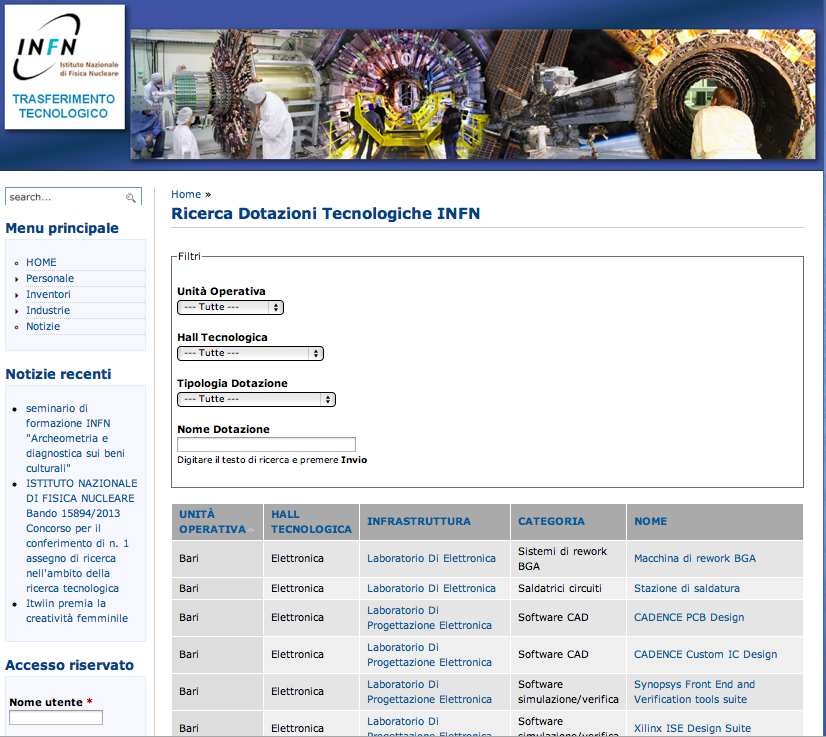 INFN
Istituto Nazionale
di Fisica Nucleare
TRASFERIMENTO
TECNOLOGICO
search...
Menu principale
HOME
Personale
Inventori
Industrie
Notizie
Notizie recenti
seminario di
formazione INFN
"Archeometria e
diagnostica sui beni
culturali"
ISTITUTO NAZIONALE
DI FISICA NUCLEARE
Bando 15894/2013
Concorso per il
conferimento di n. 1
assegno di ricerca
nell'ambito della
ricerca tecnologica
Itwiin premia la
creatività femminile
Accesso riservato
Nome utente *
Home »
Ricerca Dotazioni Tecnologiche INFN
Filtri
Unità Operativa
--- Tutte ---
Hall Tecnologica
--- Tutte ---
Tipologia Dotazione
--- Tutte ---
Nome Dotazione
Digitare il testo di ricerca e premere Invio
UNITÀ
OPERATIVA
HALL
TECNOLOGICA
INFRASTRUTTURA
CATEGORIA
NOME
Bari
Elettronica
Laboratorio Di Elettronica
Sistemi di rework
BGA
Macchina di rework BGA
Bari
Elettronica
Laboratorio Di Elettronica
Saldatrici circuiti
Stazione di saldatura
Bari
Elettronica
Laboratorio Di
Progettazione Elettronica
Software CAD
CADENCE PCB Design
Bari
Elettronica
Laboratorio Di
Progettazione Elettronica
Software CAD
CADENCE Custom IC Design
Bari
Elettronica
Laboratorio Di
Progettazione Elettronica
Software
simulazione/verifica
Synopsys Front End and
Verification tools suite
Bari
Elettronica
Laboratorio Di
Progettazione Elettronica
Software
simulazione/verifica
Xilinx ISE Design Suite